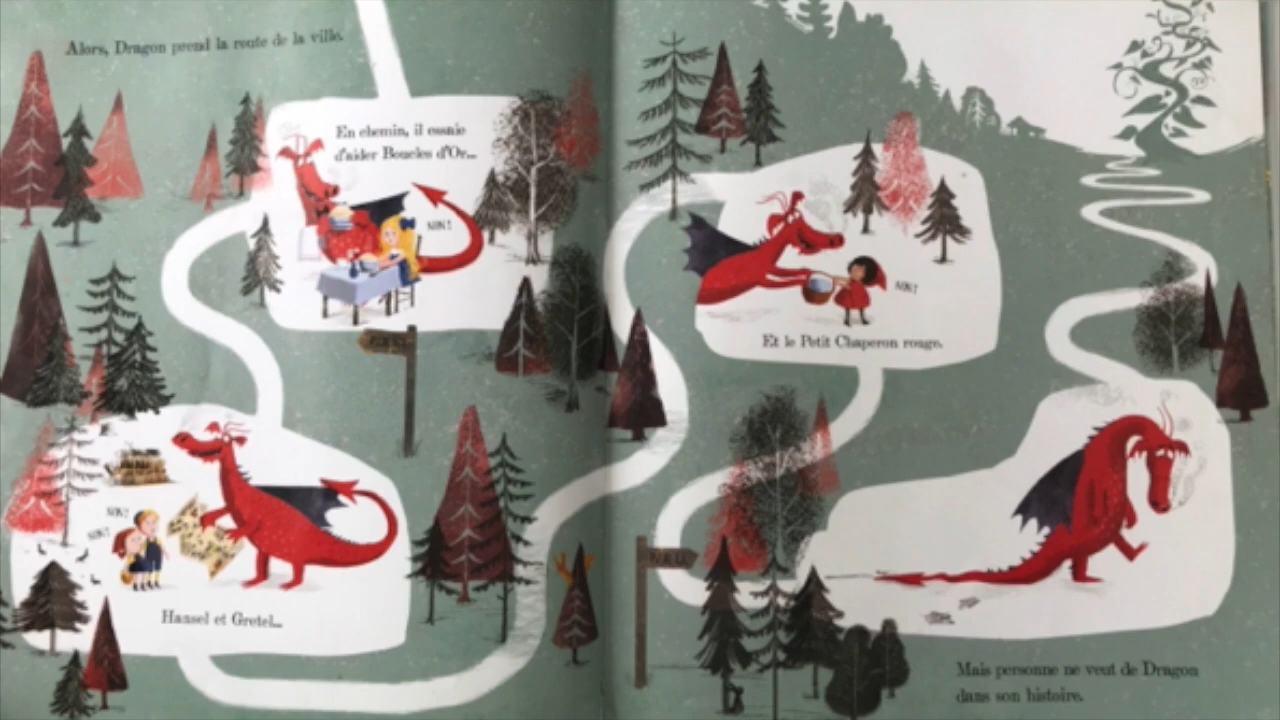 Alors, Dragon prend la route de la ville.
En chemin, il essaie
d'aider Boucles d'Or...
NON!
NON!
NON!
Hansel et Gretel...
NON!
Et le Petit Chaperon rouge.
Mais personne ne veut de Dragon
dans son histoire.